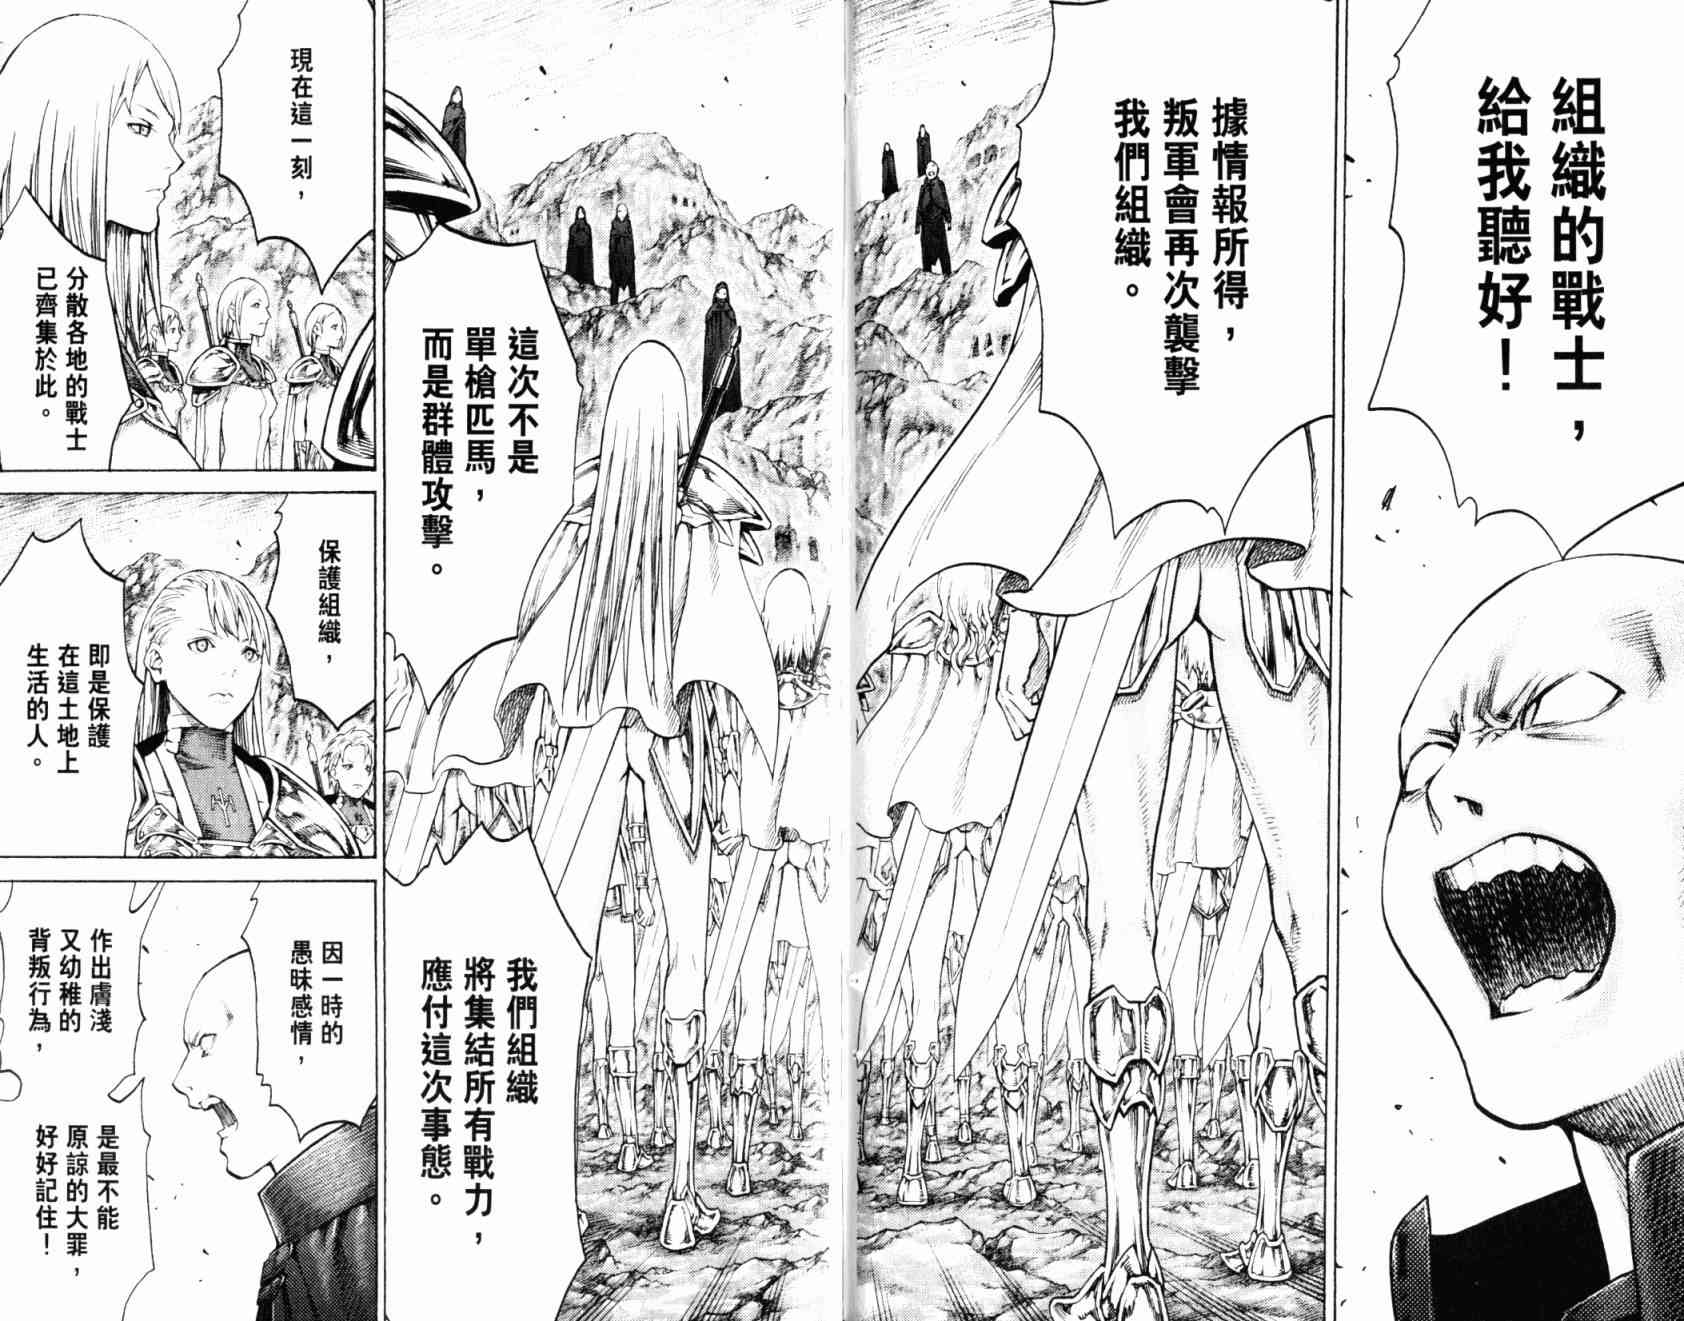 組織的戰士，
給我聽好！
據情報所得，
叛軍會再次襲擊
我們組織。
這次不是
單槍匹馬，
而是群體攻擊。
我們組織
將集結所有戰力，
應付這次事態。
現在這一刻，
分散各地的戰士
已齊集於此。
保護組織，
即是保護
在這土地上
生活的人。
因一時的
愚昧感情，
作出膚淺
又幼稚的
背叛行為，
是最不能
原諒的大罪，
好好記住！